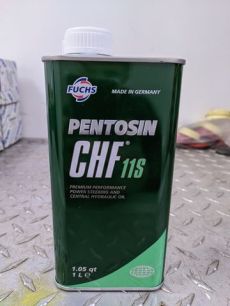 FUCHS
MADE IN GERMANY
PENTOSIN
CHF® 11S
PREMIUM PERFORMANCE
POWER STEERING AND
CENTRAL HYDRAULIC OIL
1.05 qt
1 L ℮